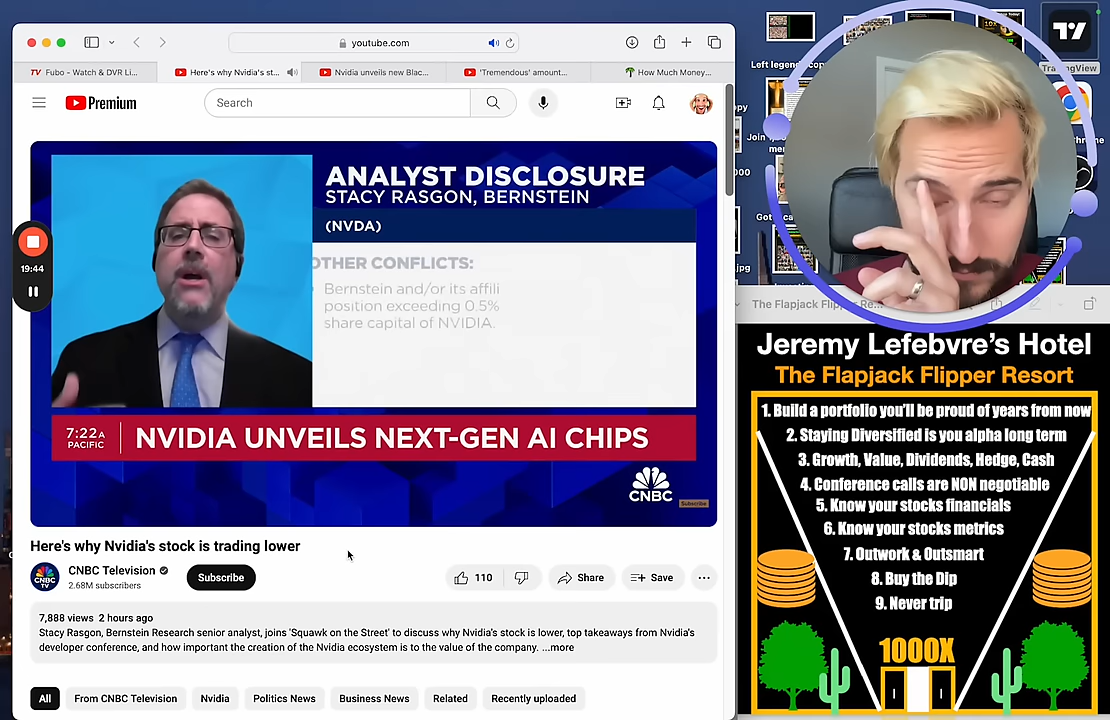 youtube.com
Fubo - Watch & DVR Li...
Here's why Nvidia's st...
Nvidia unveils new Blac...
'Tremendous' amount...
How Much Money...
Premium
Search
ANALYST DISCLOSURE
STACY RASGON, BERNSTEIN
(NVDA)
OTHER CONFLICTS:
Bernstein and/or its affili
position exceeding 0.5%
share capital of NVIDIA.
19:44
7:22A
PACIFIC
NVIDIA UNVEILS NEXT-GEN AI CHIPS
CNBC
Subscribe
Here's why Nvidia's stock is trading lower
CNBC Television
2.68M subscribers
Subscribe
110
Share
Save
7,888 views 2 hours ago
Stacy Rasgon, Bernstein Research senior analyst, joins 'Squawk on the Street' to discuss why Nvidia's stock is lower, top takeaways from Nvidia's
developer conference, and how important the creation of the Nvidia ecosystem is to the value of the company. ...more
All
From CNBC Television
Nvidia
Politics News
Business News
Related
Recently uploaded
Left legend
TradingView
Join
The Flapjack Flipper Re...
Jeremy Lefebvre's Hotel
The Flapjack Flipper Resort
1. Build a portfolio you'll be proud of years from now
2. Staying Diversified is you alpha long term
3. Growth, Value, Dividends, Hedge, Cash
4. Conference calls are NON negotiable
5. Know your stocks financials
6. Know your stocks metrics
7. Outwork & Outsmart
8. Buy the Dip
9. Never trip
1000X